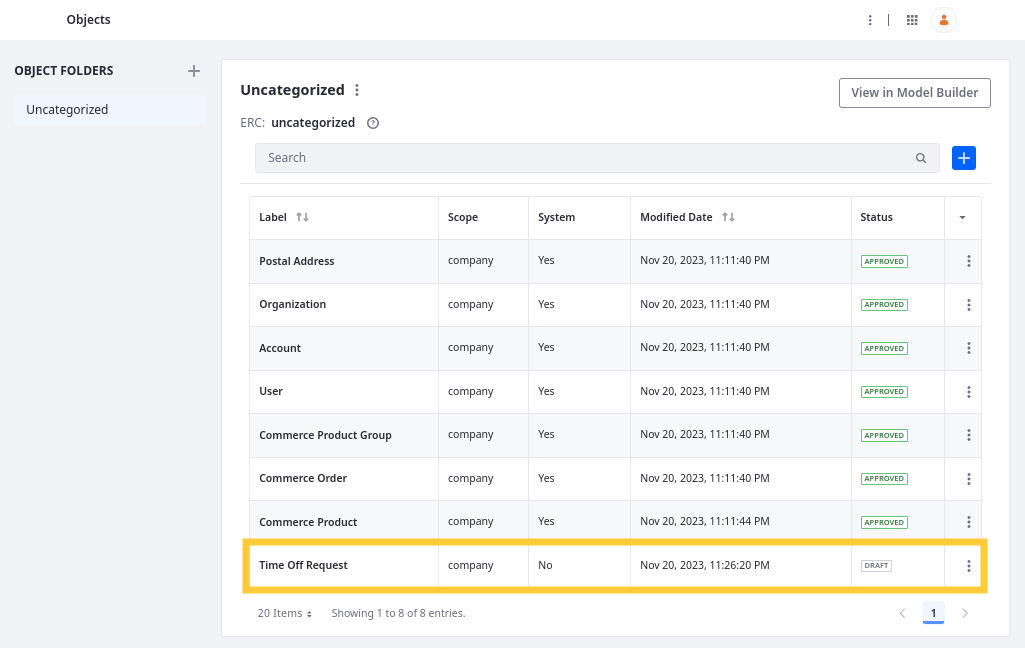 Objects
OBJECT FOLDERS
Uncategorized
Uncategorized
View in Model Builder
ERC: uncategorized
Search
Label Scope System Modified Date Status
Postal Address company Yes Nov 20, 2023, 11:11:40 PM APPROVED
Organization company Yes Nov 20, 2023, 11:11:40 PM APPROVED
Account company Yes Nov 20, 2023, 11:11:40 PM APPROVED
User company Yes Nov 20, 2023, 11:11:40 PM APPROVED
Commerce Product Group company Yes Nov 20, 2023, 11:11:40 PM APPROVED
Commerce Order company Yes Nov 20, 2023, 11:11:40 PM APPROVED
Commerce Product company Yes Nov 20, 2023, 11:11:44 PM APPROVED
Time Off Request company No Nov 20, 2023, 11:26:20 PM DRAFT
20 Items Showing 1 to 8 of 8 entries. 1